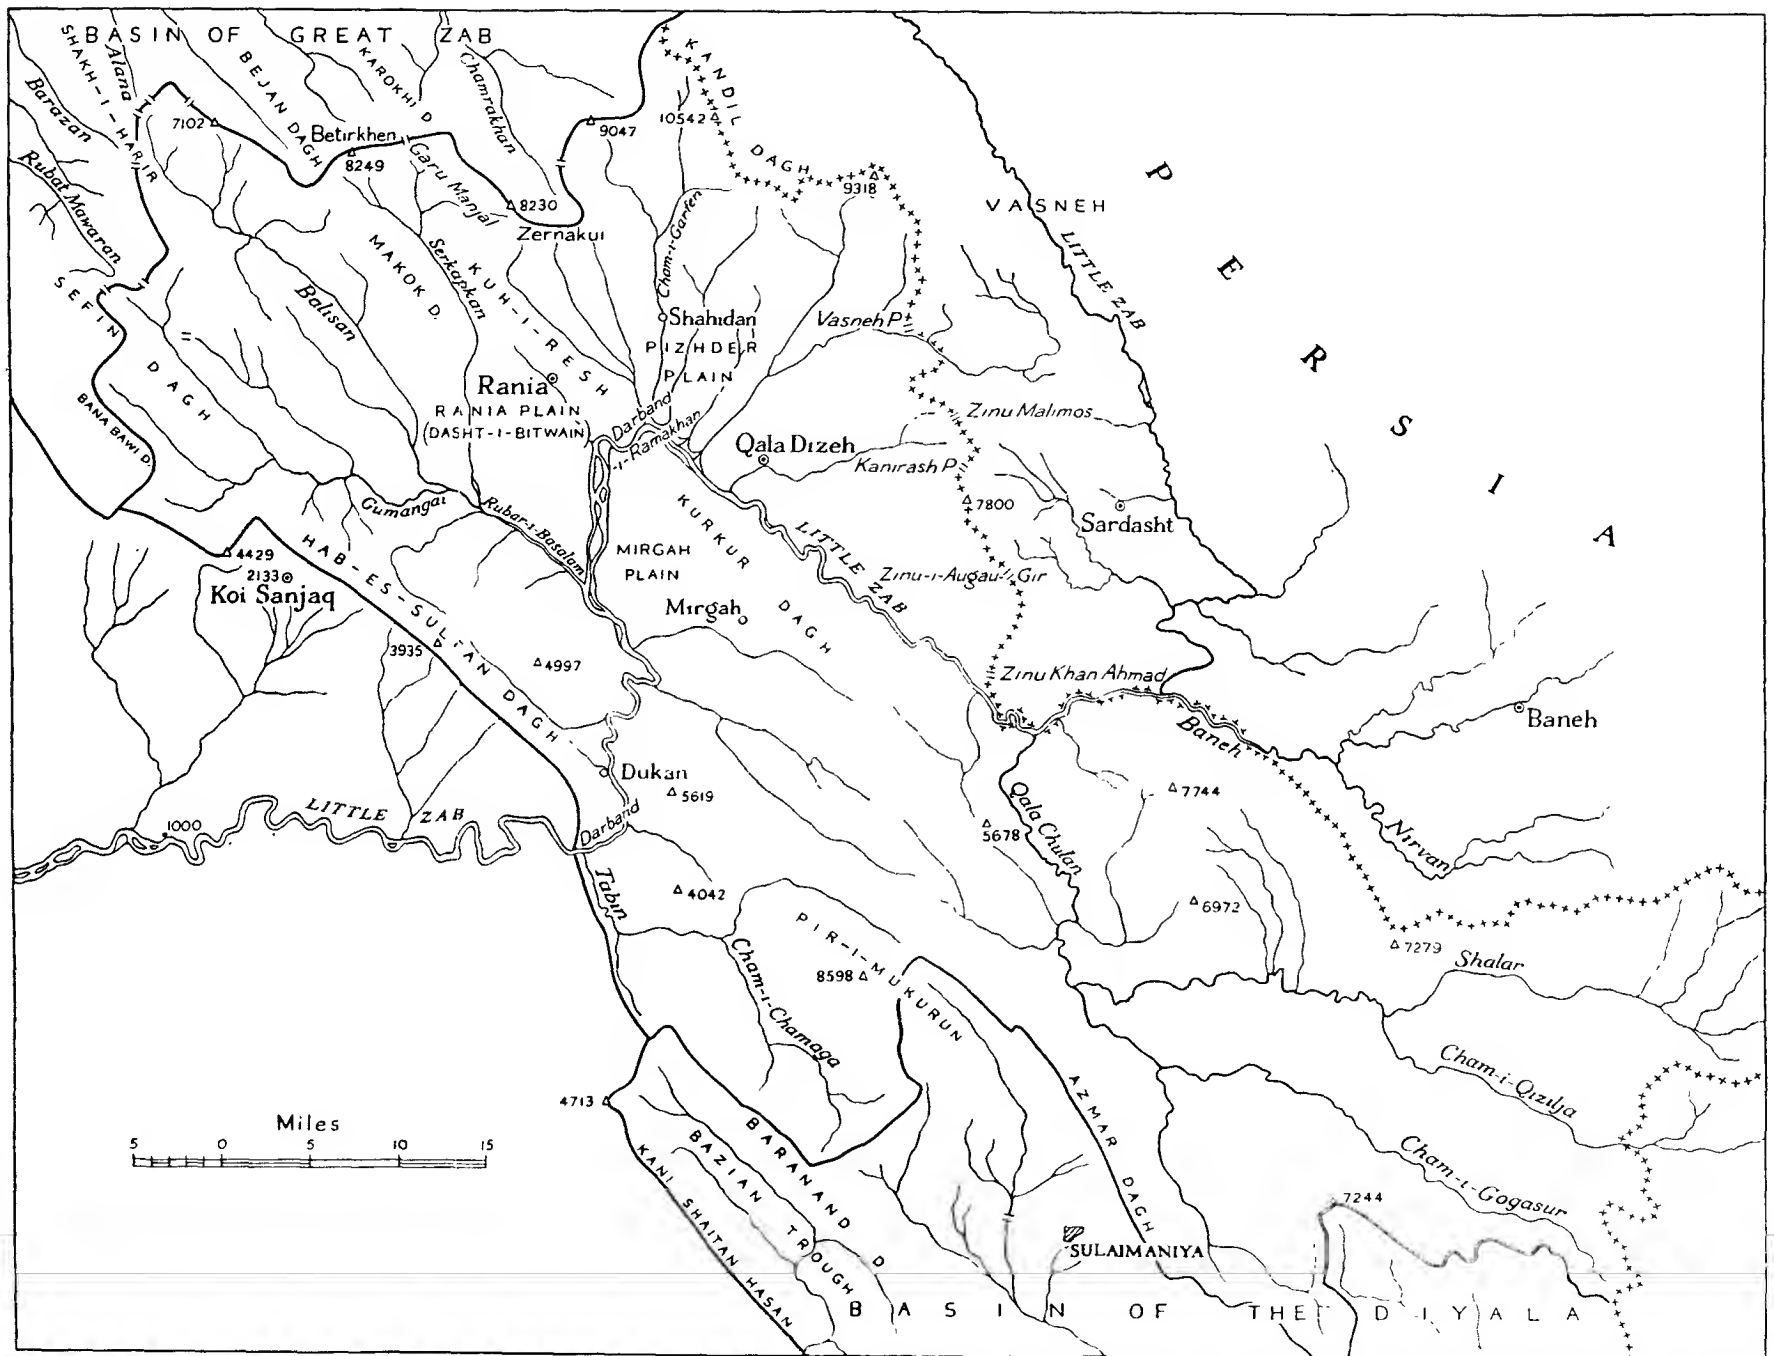 BASIN OF GREAT ZAB
SHAKH-I-HARIR
Alana
BEJAN DAGH
KAROKHI D
Chamrakhan
KANDIL DAGH
Barazan
7102
Betirkhen
8249
9047
10542
Rubat Mawaran
Garu Manjal
8230
Zernakui
9318
VASNEH
PERSIA
SEFIN DAGH
MAKOK D.
Serkapkan
KUH-I-RESH
Cham-i-Garfen
LITTLE ZAB
Balisan
Shahidan
Vasneh P.
PIZHDER
PLAIN
BANA BAWI D.
Rania
RANIA PLAIN
(DASHT-I-BITWAIN)
Darband
-i-Ramakhan
Zinu Malimos
Qala Dizeh
Kanirash P.
7800
Sardasht
Gumangai
Rubar-i-Basalam
KURKUR DAGH
LITTLE ZAB
4429
2133
Koi Sanjaq
HAB-ES-SULTAN DAGH
MIRGAH
PLAIN
Mirgah
Zinu-i-Augau-i-Gir
3935
4997
Zinu Khan Ahmad
Baneh
Baneh
Dukan
5619
7744
1000
LITTLE ZAB
Darband
5678
Qala Chulan
Nirvan
Tabin
4042
6972
PIR-I-MUKURUN
7279
Shalar
8598
Cham-i-Chamaga
Cham-i-Qizilja
4713
AZMAR DAGH
Miles
5 0 5 10 15
BARANAND D
BAZIAN TROUGH
KANI SHAITAN HASAN
Cham-i-Gogasur
7244
SULAIMANIYA
BASIN OF THE DIYALA